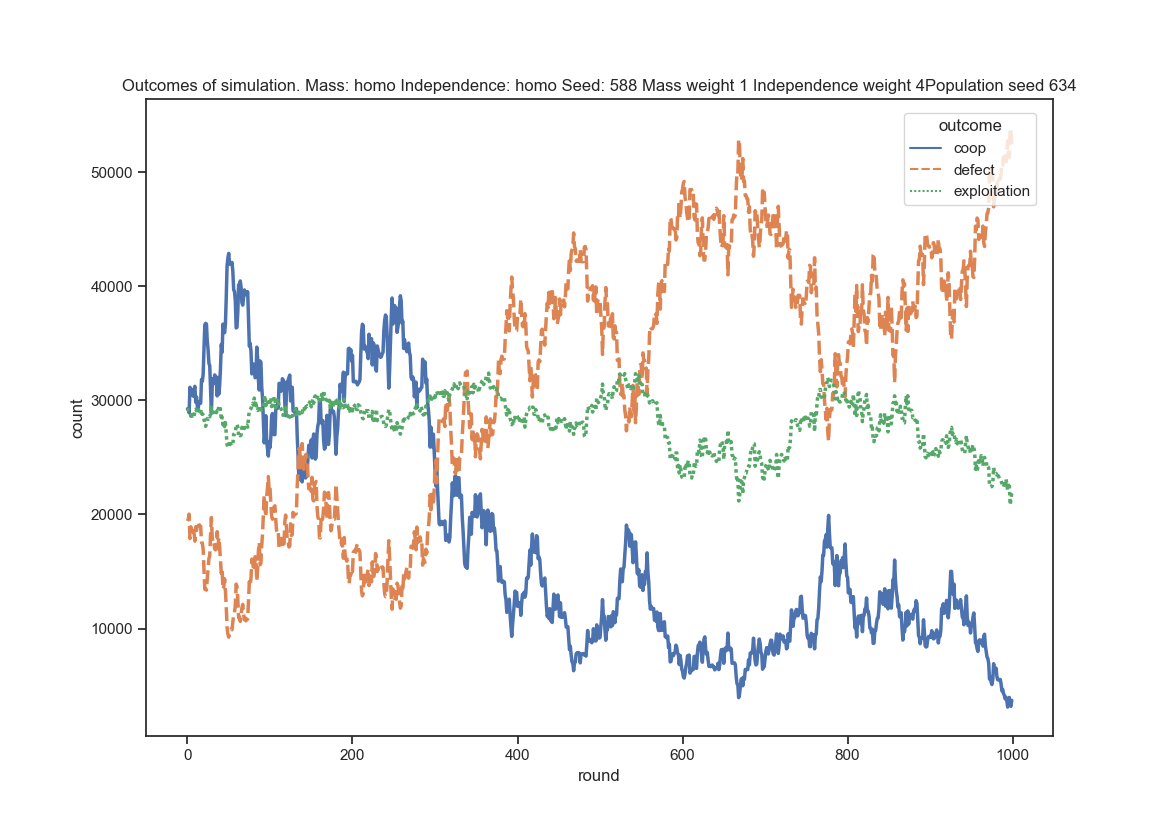 Outcomes of simulation. Mass: homo Independence: homo Seed: 588 Mass weight 1 Independence weight 4Population seed 634
outcome
coop
defect
exploitation
50000
40000
30000
20000
10000
count
0 200 400 600 800 1000
round